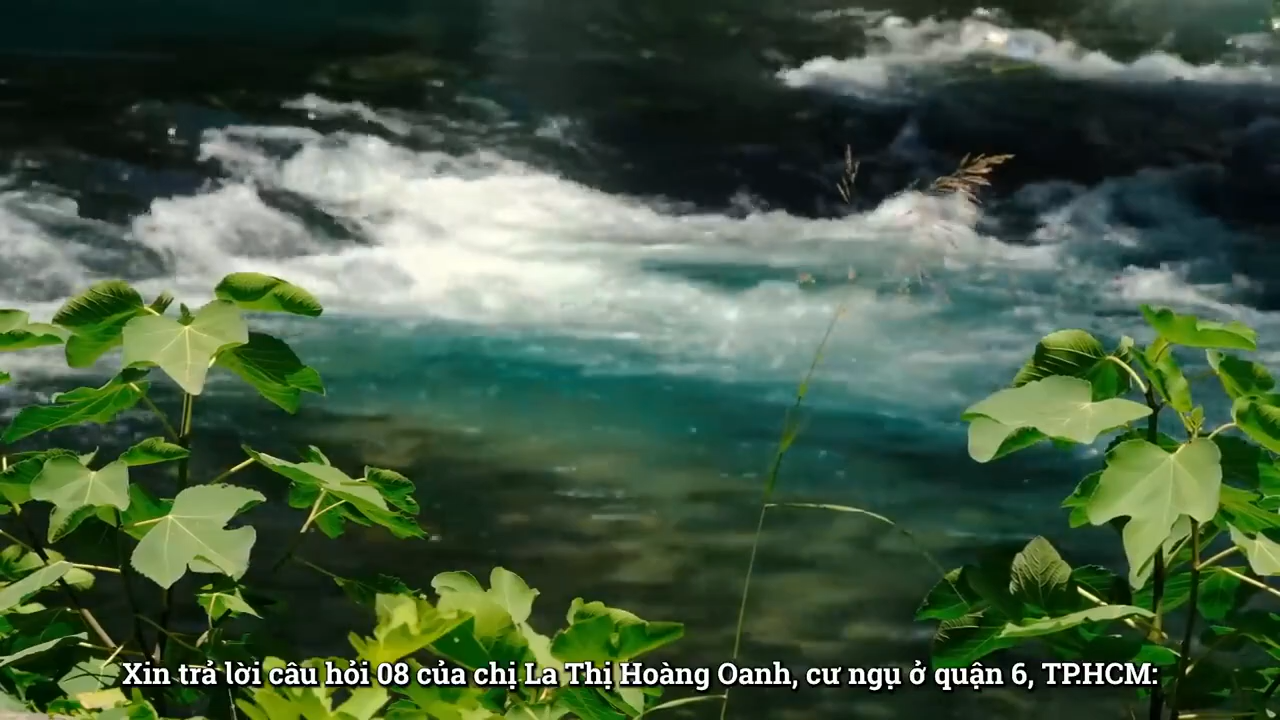 Xin trả lời câu hỏi 08 của chị La Thị Hoàng Oanh, cư ngụ ở quận 6, TP.HCM: